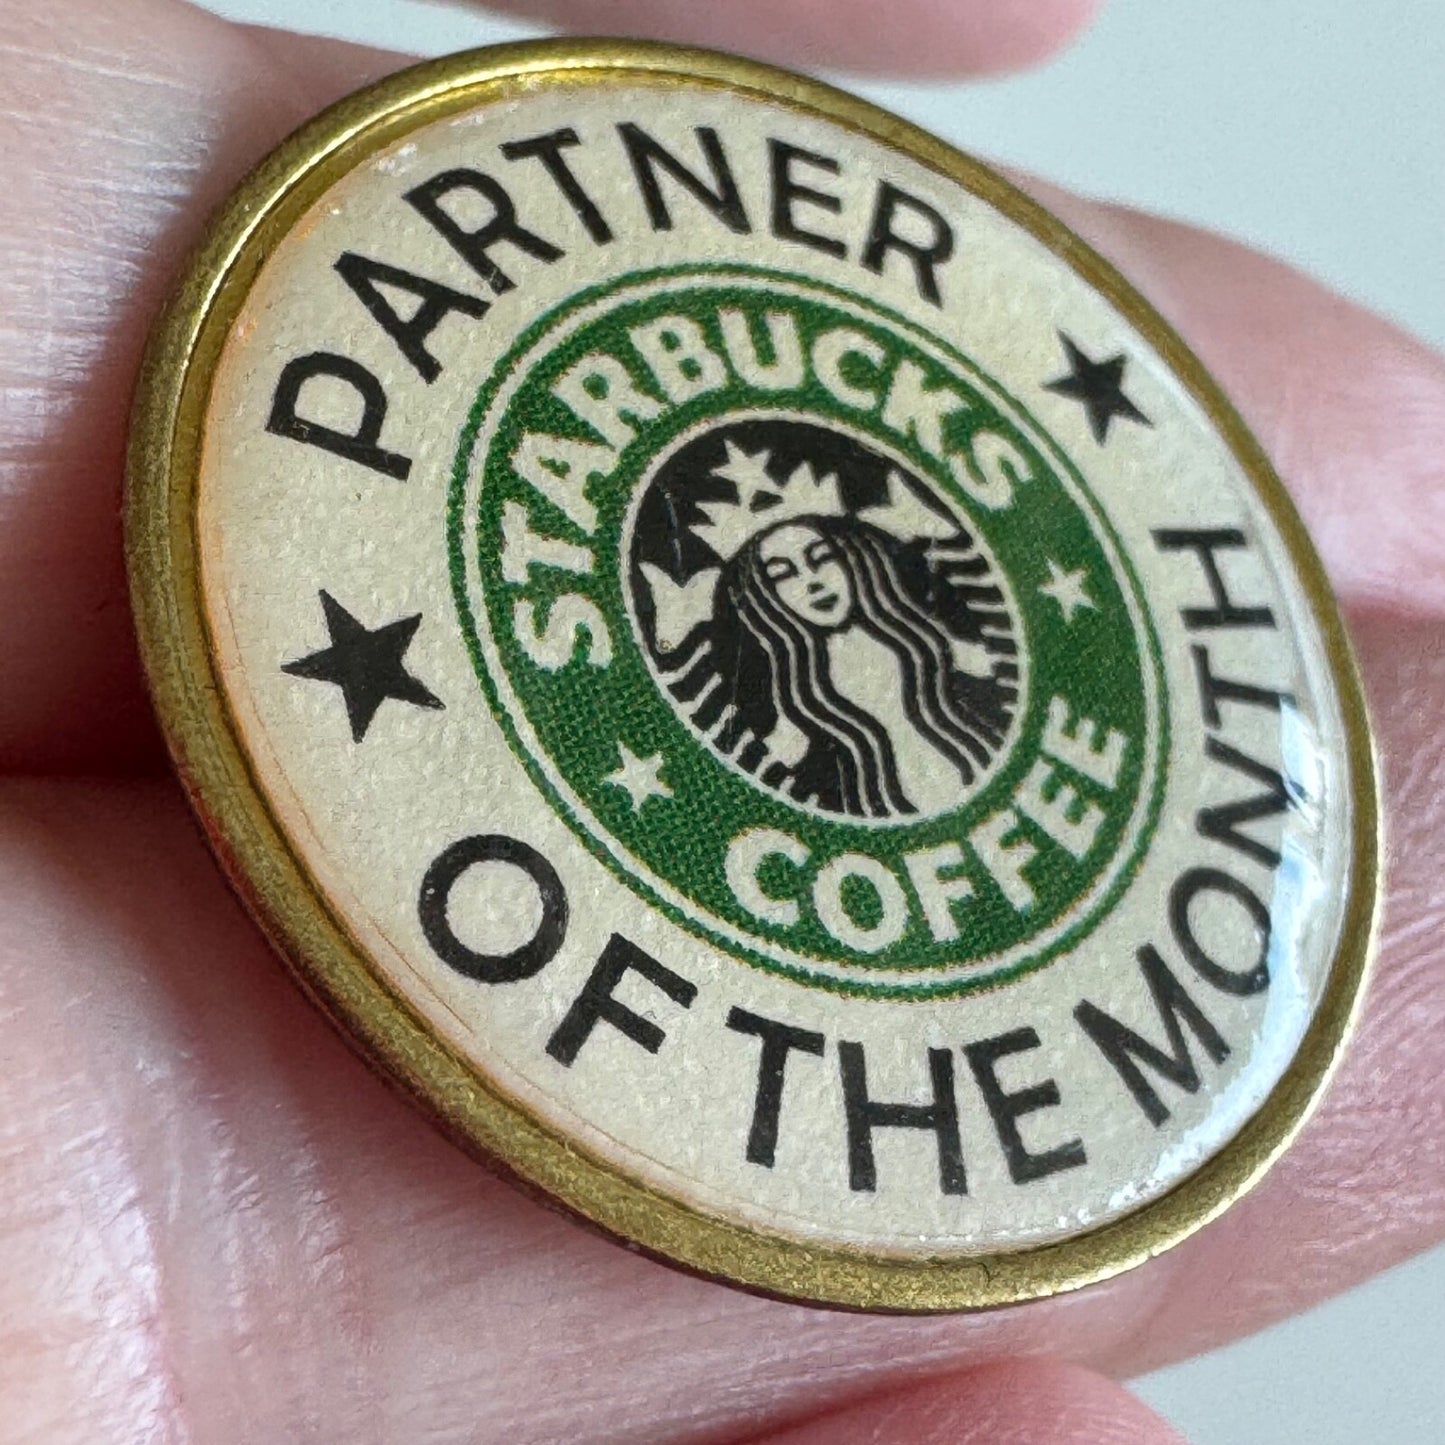 PARTNER
OF THE MONTH
STARBUCKS
COFFEE